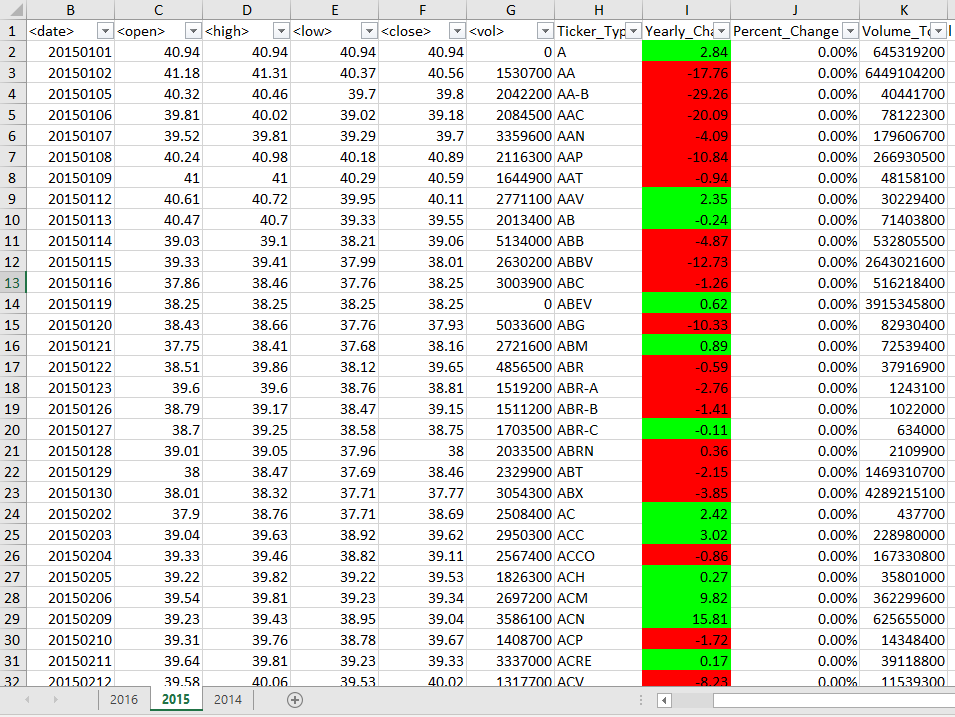 B C D E F G H I J K
1 <date> <open> <high> <low> <close> <vol> Ticker_Typ Yearly_Cha Percent_Change Volume_To
2 20150101 40.94 40.94 40.94 40.94 0 A 2.84 0.00% 645319200
3 20150102 41.18 41.31 40.37 40.56 1530700 AA -17.76 0.00% 6449104200
4 20150105 40.32 40.46 39.7 39.8 2042200 AA-B -29.26 0.00% 40441700
5 20150106 39.81 40.02 39.02 39.18 2084500 AAC -20.09 0.00% 78122300
6 20150107 39.52 39.81 39.29 39.7 3359600 AAN -4.09 0.00% 179606700
7 20150108 40.24 40.98 40.18 40.89 2116300 AAP -10.84 0.00% 266930500
8 20150109 41 41 40.29 40.59 1644900 AAT -0.94 0.00% 48158100
9 20150112 40.61 40.72 39.95 40.11 2771100 AAV 2.35 0.00% 30229400
10 20150113 40.47 40.7 39.33 39.55 2013400 AB -0.24 0.00% 71403800
11 20150114 39.03 39.1 38.21 39.06 5134000 ABB -4.87 0.00% 532805500
12 20150115 39.33 39.41 37.99 38.01 2630200 ABBV -12.73 0.00% 2643021600
13 20150116 37.86 38.46 37.76 38.25 3003900 ABC -1.26 0.00% 516218400
14 20150119 38.25 38.25 38.25 38.25 0 ABEV 0.62 0.00% 3915345800
15 20150120 38.43 38.66 37.76 37.93 5033600 ABG -10.33 0.00% 82930400
16 20150121 37.75 38.41 37.68 38.16 2721600 ABM 0.89 0.00% 72539400
17 20150122 38.51 39.86 38.12 39.65 4856500 ABR -0.59 0.00% 37916900
18 20150123 39.6 39.6 38.76 38.81 1519200 ABR-A -2.76 0.00% 1243100
19 20150126 38.79 39.17 38.47 39.15 1511200 ABR-B -1.41 0.00% 1022000
20 20150127 38.7 39.25 38.58 38.75 1703500 ABR-C -0.11 0.00% 634000
21 20150128 39.01 39.05 37.96 38 2033500 ABRN 0.36 0.00% 2109900
22 20150129 38 38.47 37.69 38.46 2329900 ABT -2.15 0.00% 1469310700
23 20150130 38.01 38.32 37.71 37.77 3054300 ABX -3.85 0.00% 4289215100
24 20150202 37.9 38.76 37.71 38.69 2508400 AC 2.42 0.00% 437700
25 20150203 39.04 39.63 38.92 39.62 2950300 ACC 3.02 0.00% 228980000
26 20150204 39.33 39.46 38.82 39.11 2567400 ACCO -0.86 0.00% 167330800
27 20150205 39.22 39.82 39.22 39.53 1826300 ACH 0.27 0.00% 35801000
28 20150206 39.54 39.81 39.23 39.34 2697200 ACM 9.82 0.00% 362299600
29 20150209 39.23 39.43 38.95 39.04 3586100 ACN 15.81 0.00% 625655000
30 20150210 39.31 39.76 38.78 39.67 1408700 ACP -1.72 0.00% 14348400
31 20150211 39.64 39.81 39.23 39.33 3337000 ACRE 0.17 0.00% 39118800
32 20150212 39.58 40.06 39.53 40.02 1317700 ACV -8.23 0.00% 11539300
2016 2015 2014